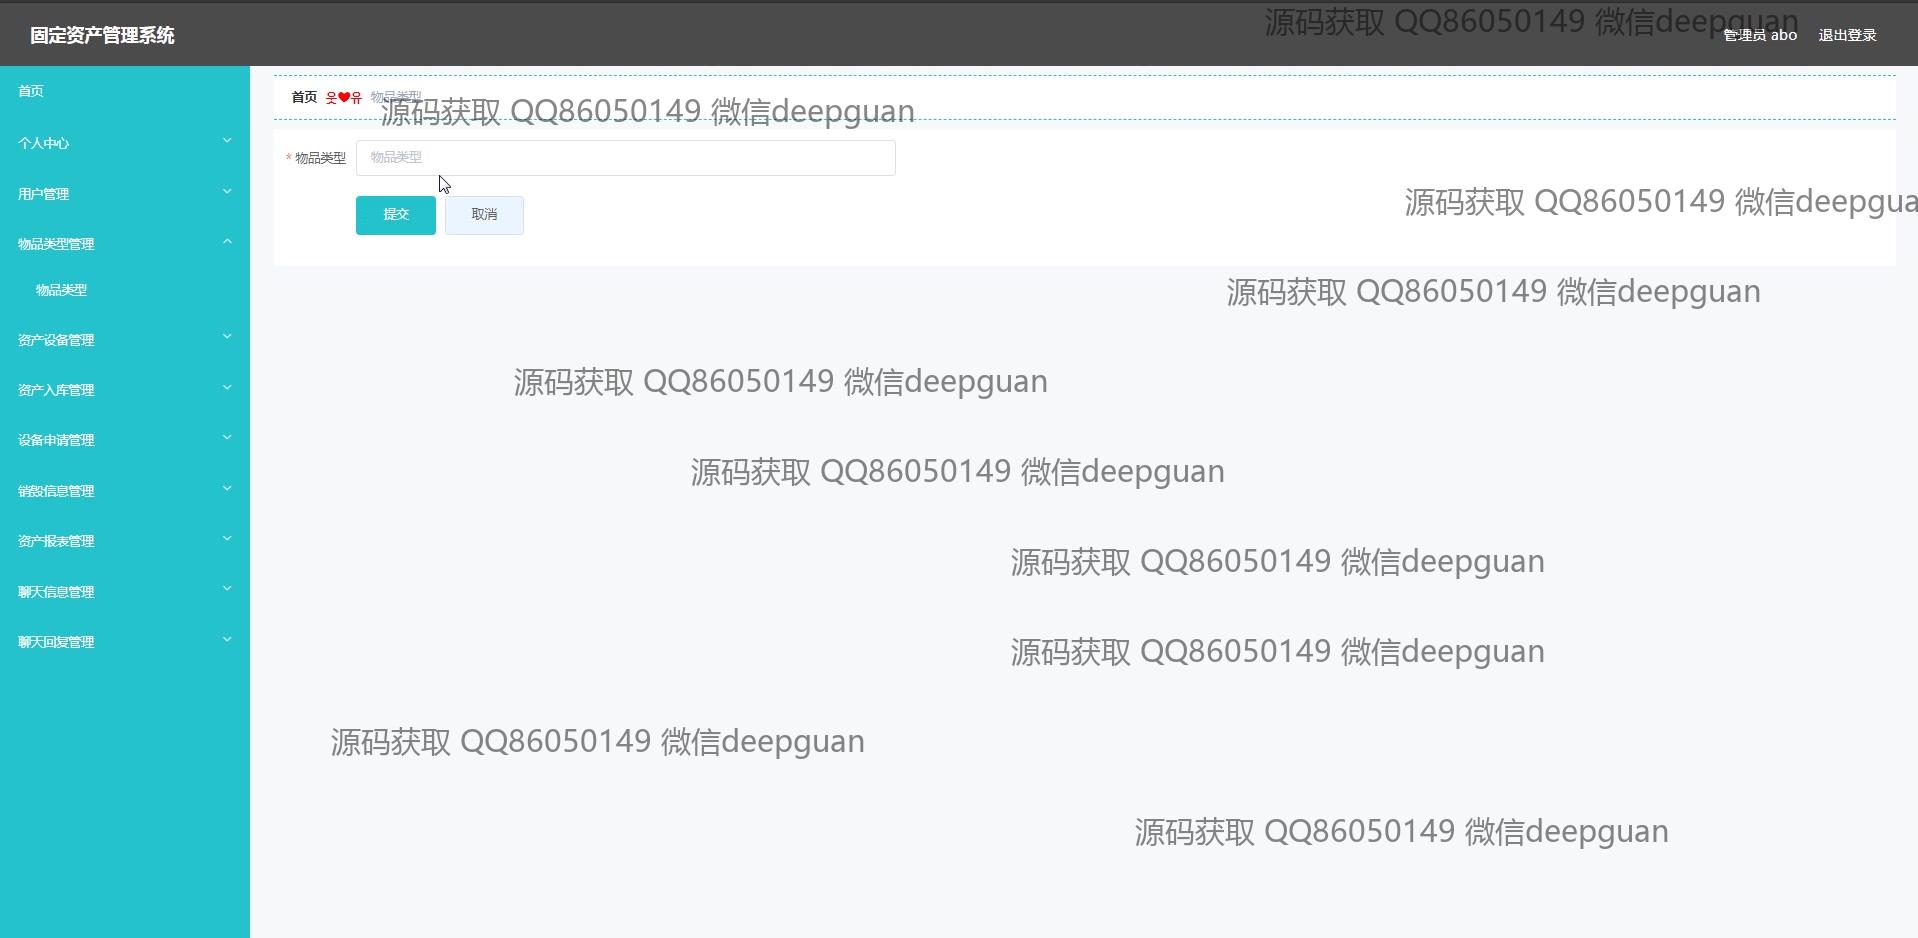 固定资产管理系统
源码获取 QQ86050149 微信deepguan
管理员 abo 退出登录
首页
个人中心
用户管理
物品类型管理
物品类型
资产设备管理
资产入库管理
设备申请管理
销毁信息管理
资产报表管理
聊天信息管理
聊天回复管理
首页 웃❤유 物品类型
源码获取 QQ86050149 微信deepguan
* 物品类型 物品类型
提交 取消
源码获取 QQ86050149 微信deepgua
源码获取 QQ86050149 微信deepguan
源码获取 QQ86050149 微信deepguan
源码获取 QQ86050149 微信deepguan
源码获取 QQ86050149 微信deepguan
源码获取 QQ86050149 微信deepguan
源码获取 QQ86050149 微信deepguan
源码获取 QQ86050149 微信deepguan